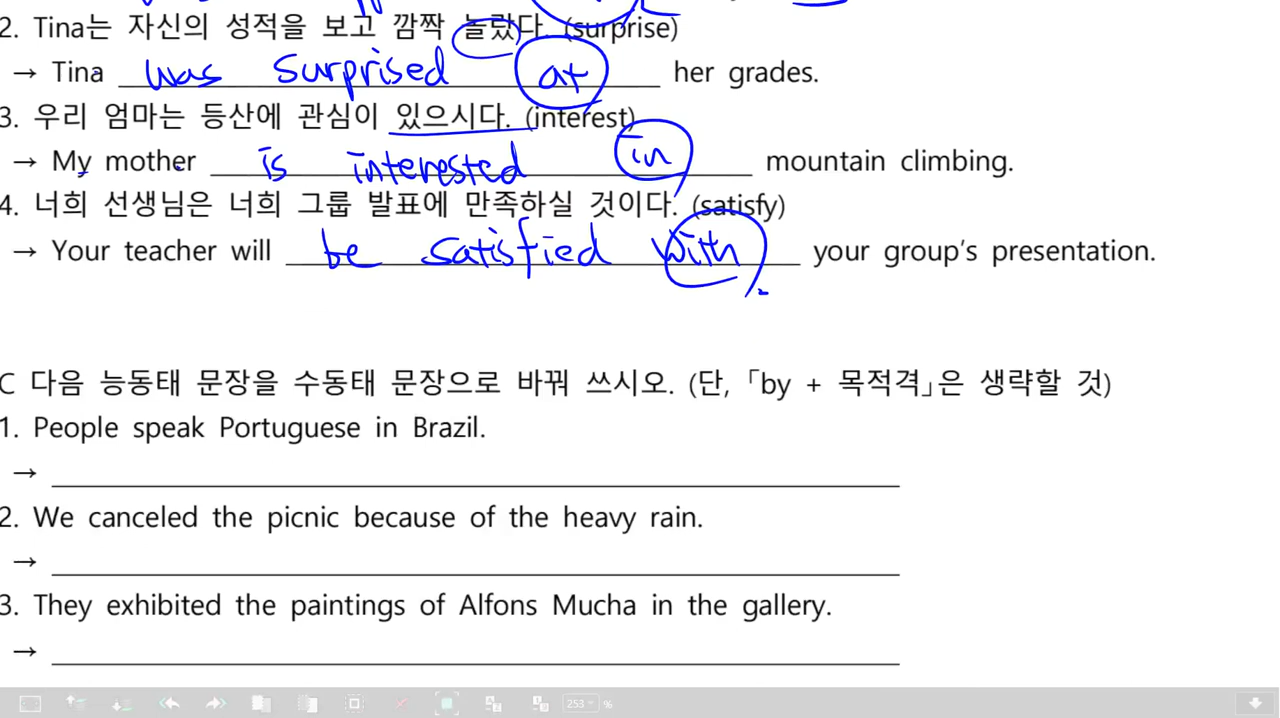 2. Tina는 자신의 성적을 보고 깜짝 놀랐다. (surprise)
→ Tina was surprised at her grades.
3. 우리 엄마는 등산에 관심이 있으시다. (interest)
→ My mother is interested in mountain climbing.
4. 너희 선생님은 너희 그룹 발표에 만족하실 것이다. (satisfy)
→ Your teacher will be satisfied with your group's presentation.
C 다음 능동태 문장을 수동태 문장으로 바꿔 쓰시오. (단, 「by + 목적격」은 생략할 것)
1. People speak Portuguese in Brazil.
→
2. We canceled the picnic because of the heavy rain.
→
3. They exhibited the paintings of Alfons Mucha in the gallery.
→
253 %